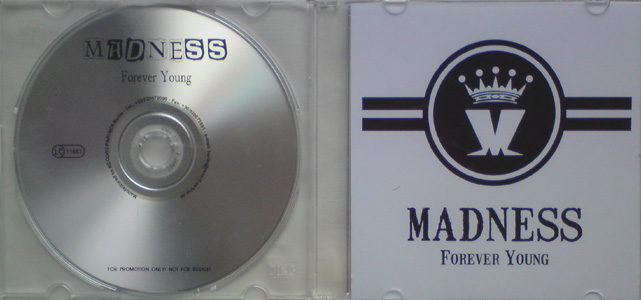 MADNESS
Forever Young
FOR PROMOTION ONLY! NOT FOR RESALE!
M
MADNESS
FOREVER YOUNG